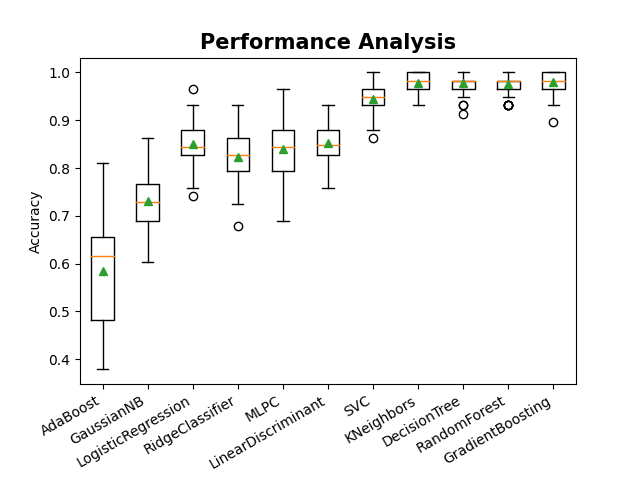 Performance Analysis
1.0
0.9
0.8
0.7
0.6
0.5
0.4
Accuracy
AdaBoost
GaussianNB
LogisticRegression
RidgeClassifier
MLPC
LinearDiscriminant
SVC
KNeighbors
DecisionTree
RandomForest
GradientBoosting